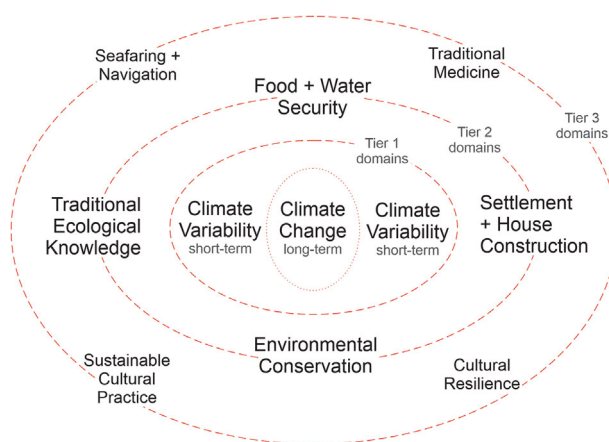 Seafaring +
Navigation
Traditional
Medicine
Food + Water
Security
Tier 1
domains
Tier 2
domains
Tier 3
domains
Traditional
Ecological
Knowledge
Climate
Variability
short-term
Climate
Change
long-term
Climate
Variability
short-term
Settlement
+ House
Construction
Environmental
Conservation
Sustainable
Cultural
Practice
Cultural
Resilience